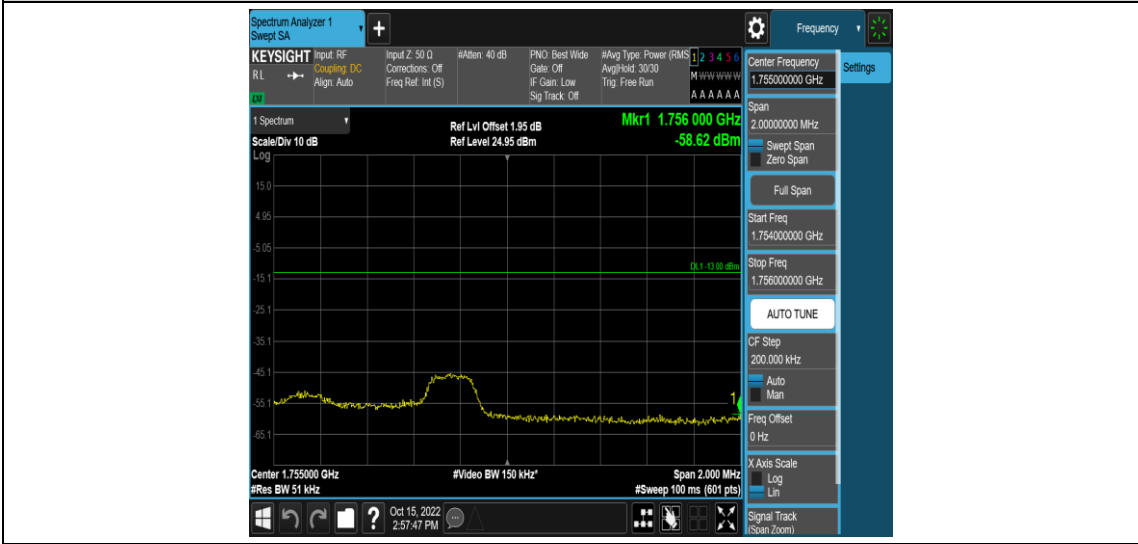 Spectrum Analyzer 1
Swept SA
+
Frequency
KEYSIGHT
RL
LXI
Input: RF
Coupling: DC
Align: Auto
Input Z: 50 Ω
Corrections: Off
Freq Ref: Int (S)
#Atten: 40 dB
PNO: Best Wide
Gate: Off
IF Gain: Low
Sig Track: Off
#Avg Type: Power (RMS
Avg|Hold: 30/30
Trig: Free Run
1 2 3 4 5 6
M W W W W W
A A A A A A
1 Spectrum
Scale/Div 10 dB
Log
Ref Lvl Offset 1.95 dB
Ref Level 24.95 dBm
Mkr1 1.756 000 GHz
-58.62 dBm
15.0
4.95
-5.05
DL1 -13.00 dBm
-15.1
-25.1
-35.1
-45.1
-55.1
1
-65.1
Center 1.755000 GHz
#Video BW 150 kHz*
Span 2.000 MHz
#Res BW 51 kHz
#Sweep 100 ms (601 pts)
?
Oct 15, 2022
2:57:47 PM
Center Frequency
1.755000000 GHz
Settings
Span
2.00000000 MHz
Swept Span
Zero Span
Full Span
Start Freq
1.754000000 GHz
Stop Freq
1.756000000 GHz
AUTO TUNE
CF Step
200.000 kHz
Auto
Man
Freq Offset
0 Hz
X Axis Scale
Log
Lin
Signal Track
(Span Zoom)